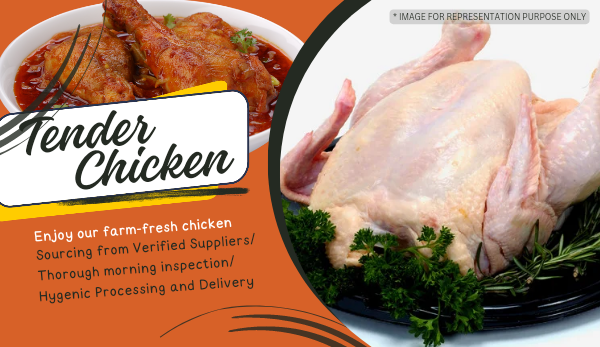 * IMAGE FOR REPRESENTATION PURPOSE ONLY
Tender
Chicken
Enjoy our farm-fresh chicken
Sourcing from Verified Suppliers/
Thorough morning inspection/
Hygenic Processing and Delivery